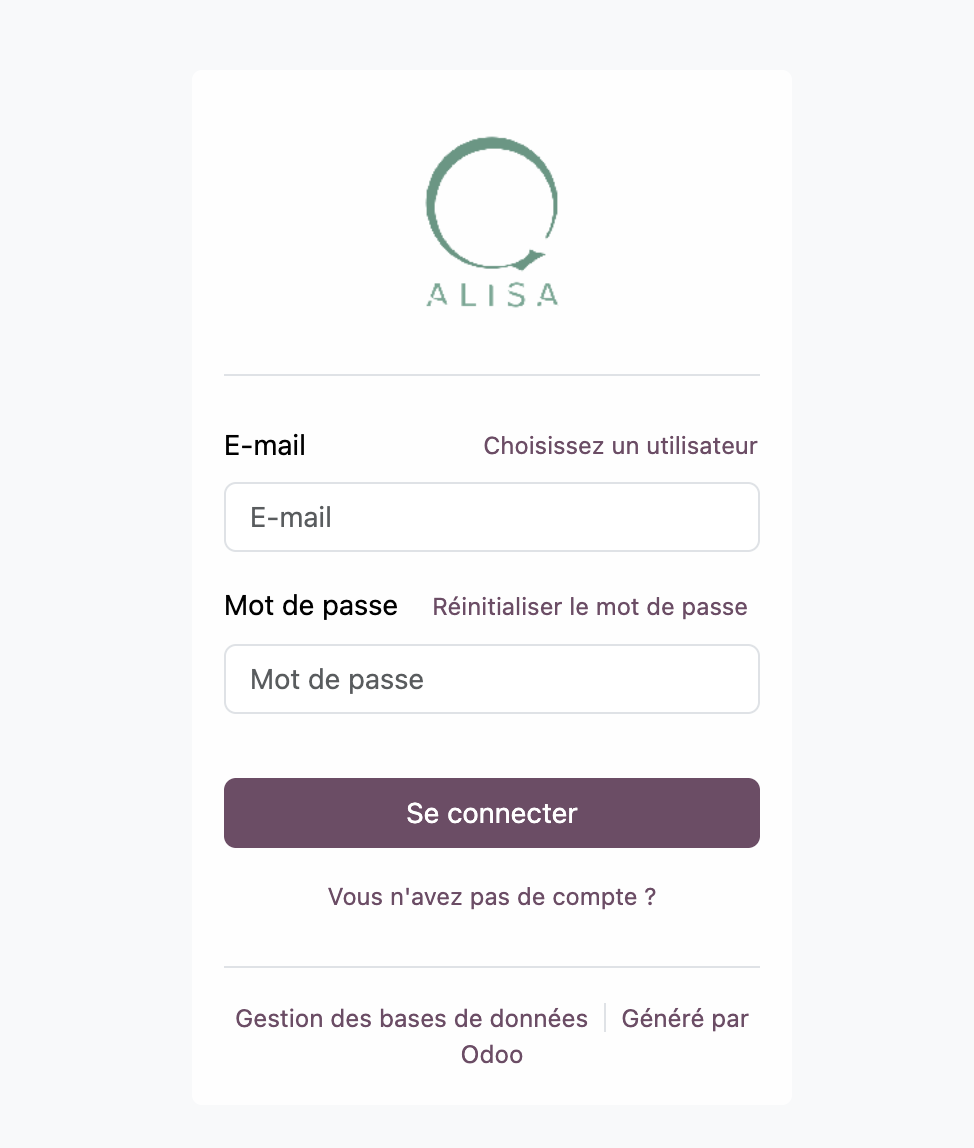 ALISA
E-mail Choisissez un utilisateur
E-mail
Mot de passe Réinitialiser le mot de passe
Mot de passe
Se connecter
Vous n'avez pas de compte ?
Gestion des bases de données Généré par
Odoo